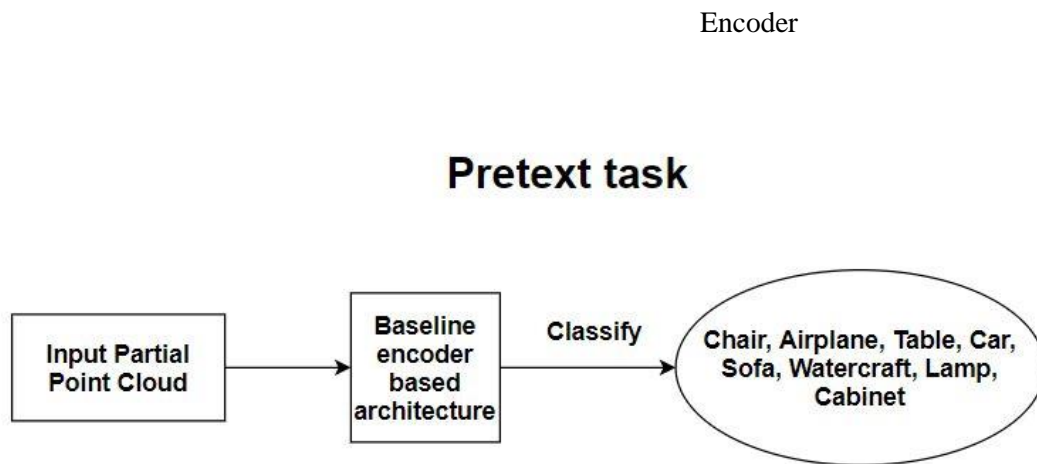 Encoder
Pretext task
Input Partial
Point Cloud
Baseline
encoder
based
architecture
Classify
Chair, Airplane, Table, Car,
Sofa, Watercraft, Lamp,
Cabinet